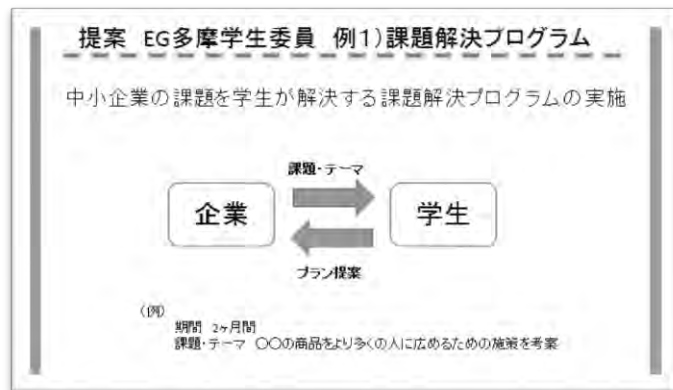 提案 EG多摩学生委員 例1)課題解決プログラム
中小企業の課題を学生が解決する課題解決プログラムの実施
課題・テーマ
企業
学生
プラン提案
(例)
期間 2ヶ月間
課題・テーマ 〇〇の商品をより多くの人に広めるための施策を考案